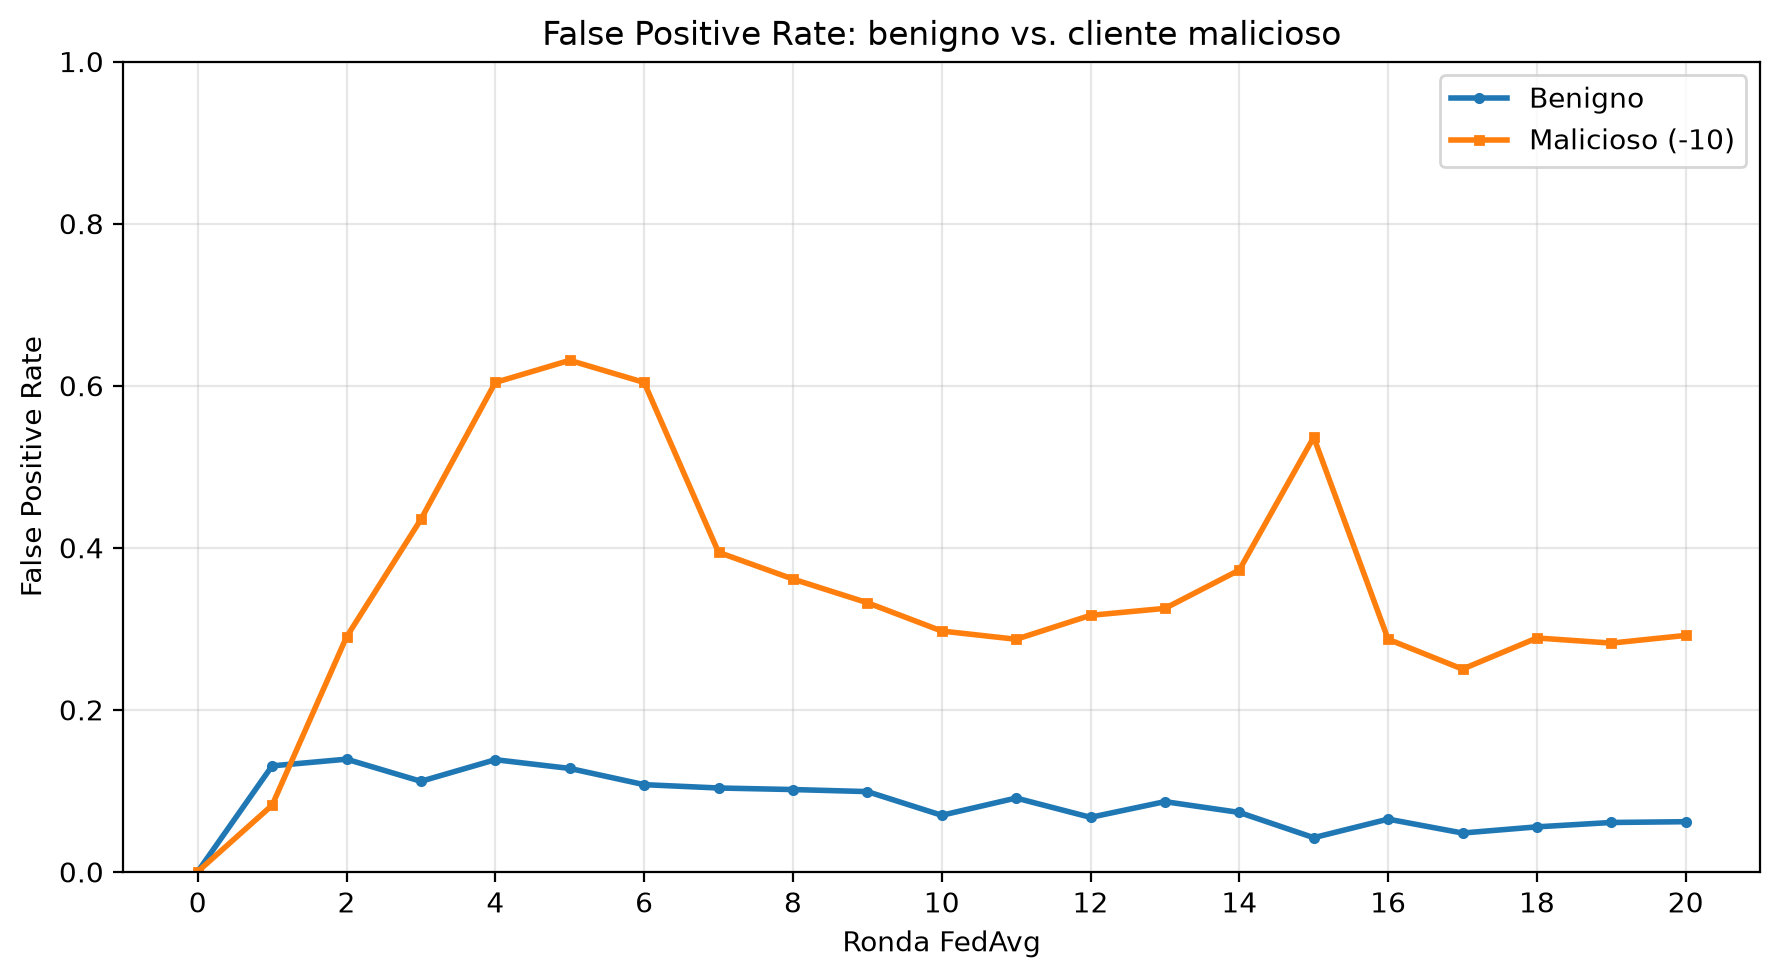 False Positive Rate: benigno vs. cliente malicioso
1.0
0.8
0.6
0.4
0.2
0.0
False Positive Rate
Benigno
Malicioso (-10)
0 2 4 6 8 10 12 14 16 18 20
Ronda FedAvg